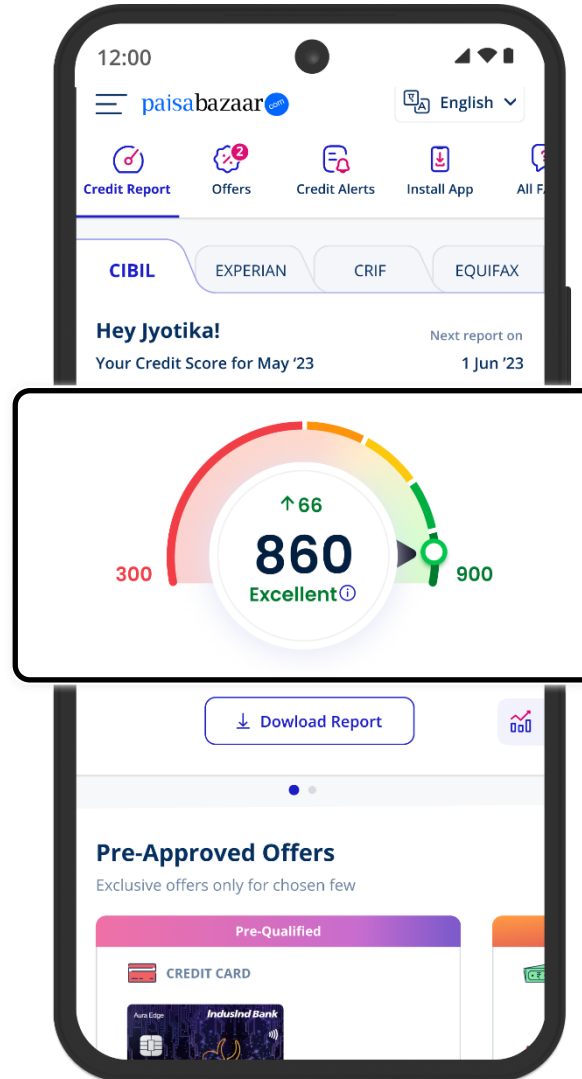 12:00
paisabazaar.com
English
2
Credit Report Offers Credit Alerts Install App All F
CIBIL EXPERIAN CRIF EQUIFAX
Hey Jyotika!
Next report on
Your Credit Score for May ‘23
1 Jun ’23
↑66
860
300
900
Excellent
Dowload Report
Pre-Approved Offers
Exclusive offers only for chosen few
Pre-Qualified
CREDIT CARD
Aura Edge
IndusInd Bank